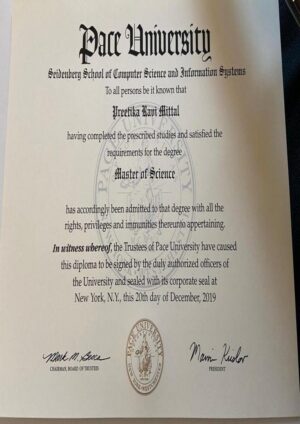 Pace University
Seidenberg School of Computer Science and Information Systems
To all persons be it known that
Preetika Ravi Mittal
having completed the prescribed studies and satisfied the
requirements for the degree
Master of Science
has accordingly been admitted to that degree with all the
rights, privileges and immunities thereunto appertaining.
In witness whereof, the Trustees of Pace University have caused
this diploma to be signed by the duly authorized officers of
the University and sealed with its corporate seal at
New York, N.Y., this 20th day of December, 2019
CHAIRMAN, BOARD OF TRUSTEES
PRESIDENT